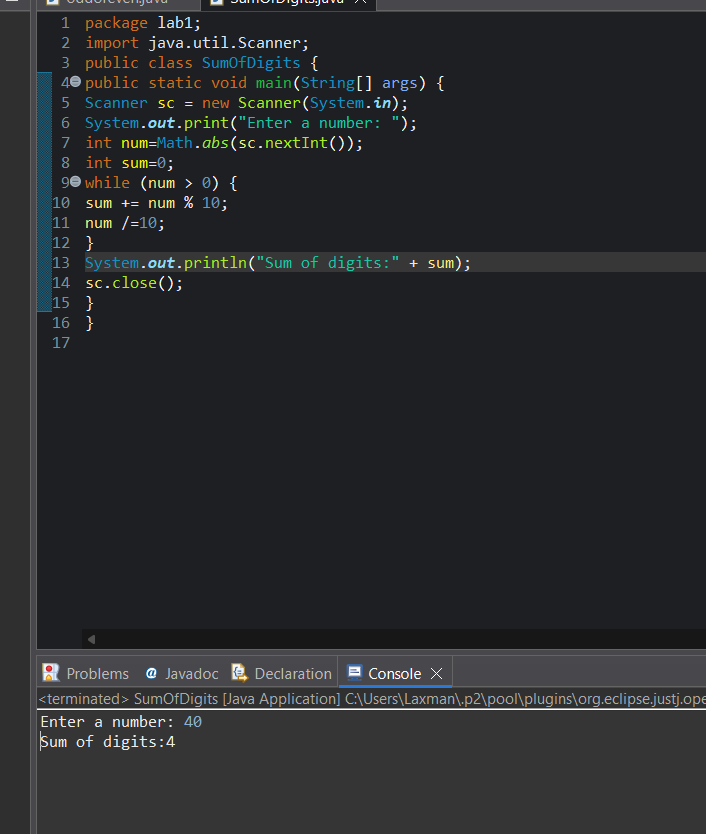 SumOfDigits.java
1 package lab1;
2 import java.util.Scanner;
3 public class SumOfDigits {
4 public static void main(String[] args) {
5 Scanner sc = new Scanner(System.in);
6 System.out.print("Enter a number: ");
7 int num=Math.abs(sc.nextInt());
8 int sum=0;
9 while (num > 0) {
10 sum += num % 10;
11 num /=10;
12 }
13 System.out.println("Sum of digits:" + sum);
14 sc.close();
15 }
16 }
17
Problems @ Javadoc Declaration Console
<terminated> SumOfDigits [Java Application] C:\Users\Laxman\.p2\pool\plugins\org.eclipse.justj.ope
Enter a number: 40
Sum of digits:4